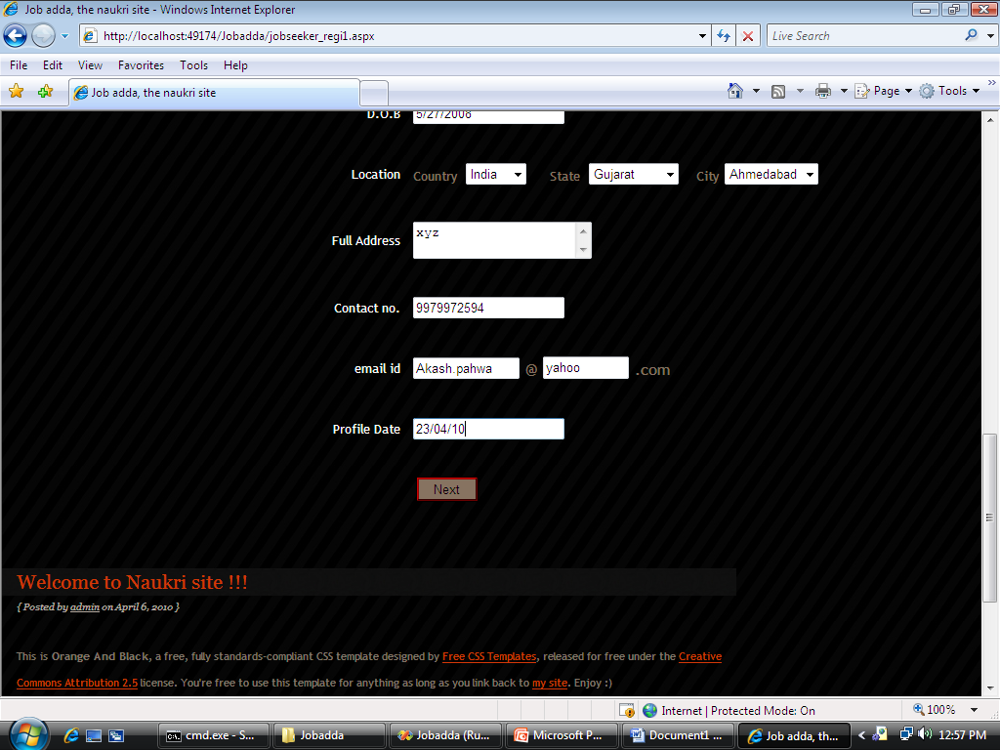 Job adda, the naukri site - Windows Internet Explorer
http://localhost:49174/Jobadda/jobseeker_regi1.aspx
Live Search
File Edit View Favorites Tools Help
Job adda, the naukri site
Page Tools
D.O.B 5/27/2008
Location Country India State Gujarat City Ahmedabad
Full Address xyz
Contact no. 9979972594
email id Akash.pahwa @ yahoo .com
Profile Date 23/04/10
Next
Welcome to Naukri site !!!
{ Posted by admin on April 6, 2010 }
This is Orange And Black, a free, fully standards-compliant CSS template designed by Free CSS Templates, released for free under the Creative
Commons Attribution 2.5 license. You're free to use this template for anything as long as you link back to my site. Enjoy :)
Internet | Protected Mode: On 100%
cmd.exe - S... Jobadda Jobadda (Ru... Microsoft P... Document1 ... Job adda, th... 12:57 PM